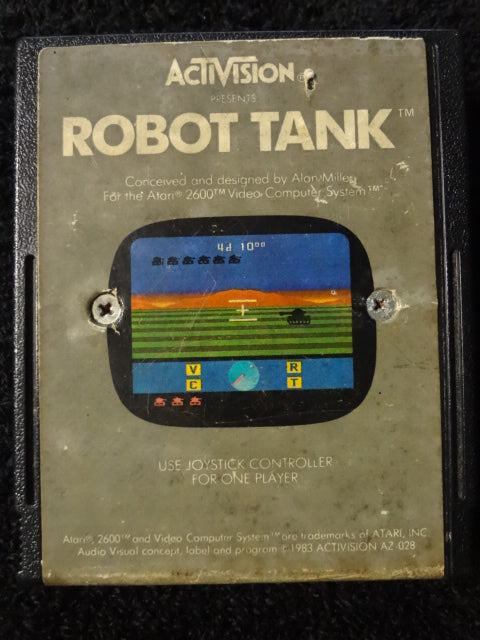 ACTIVISION®
PRESENTS
ROBOT TANK™
Conceived and designed by Alan Miller
For the Atari® 2600™ Video Computer System™
4d 10:00
V R
C T
USE JOYSTICK CONTROLLER
FOR ONE PLAYER
Atari®, 2600™ and Video Computer System™ are trademarks of ATARI, INC.
Audio Visual concept, label and program ©1983 ACTIVISION AZ-028